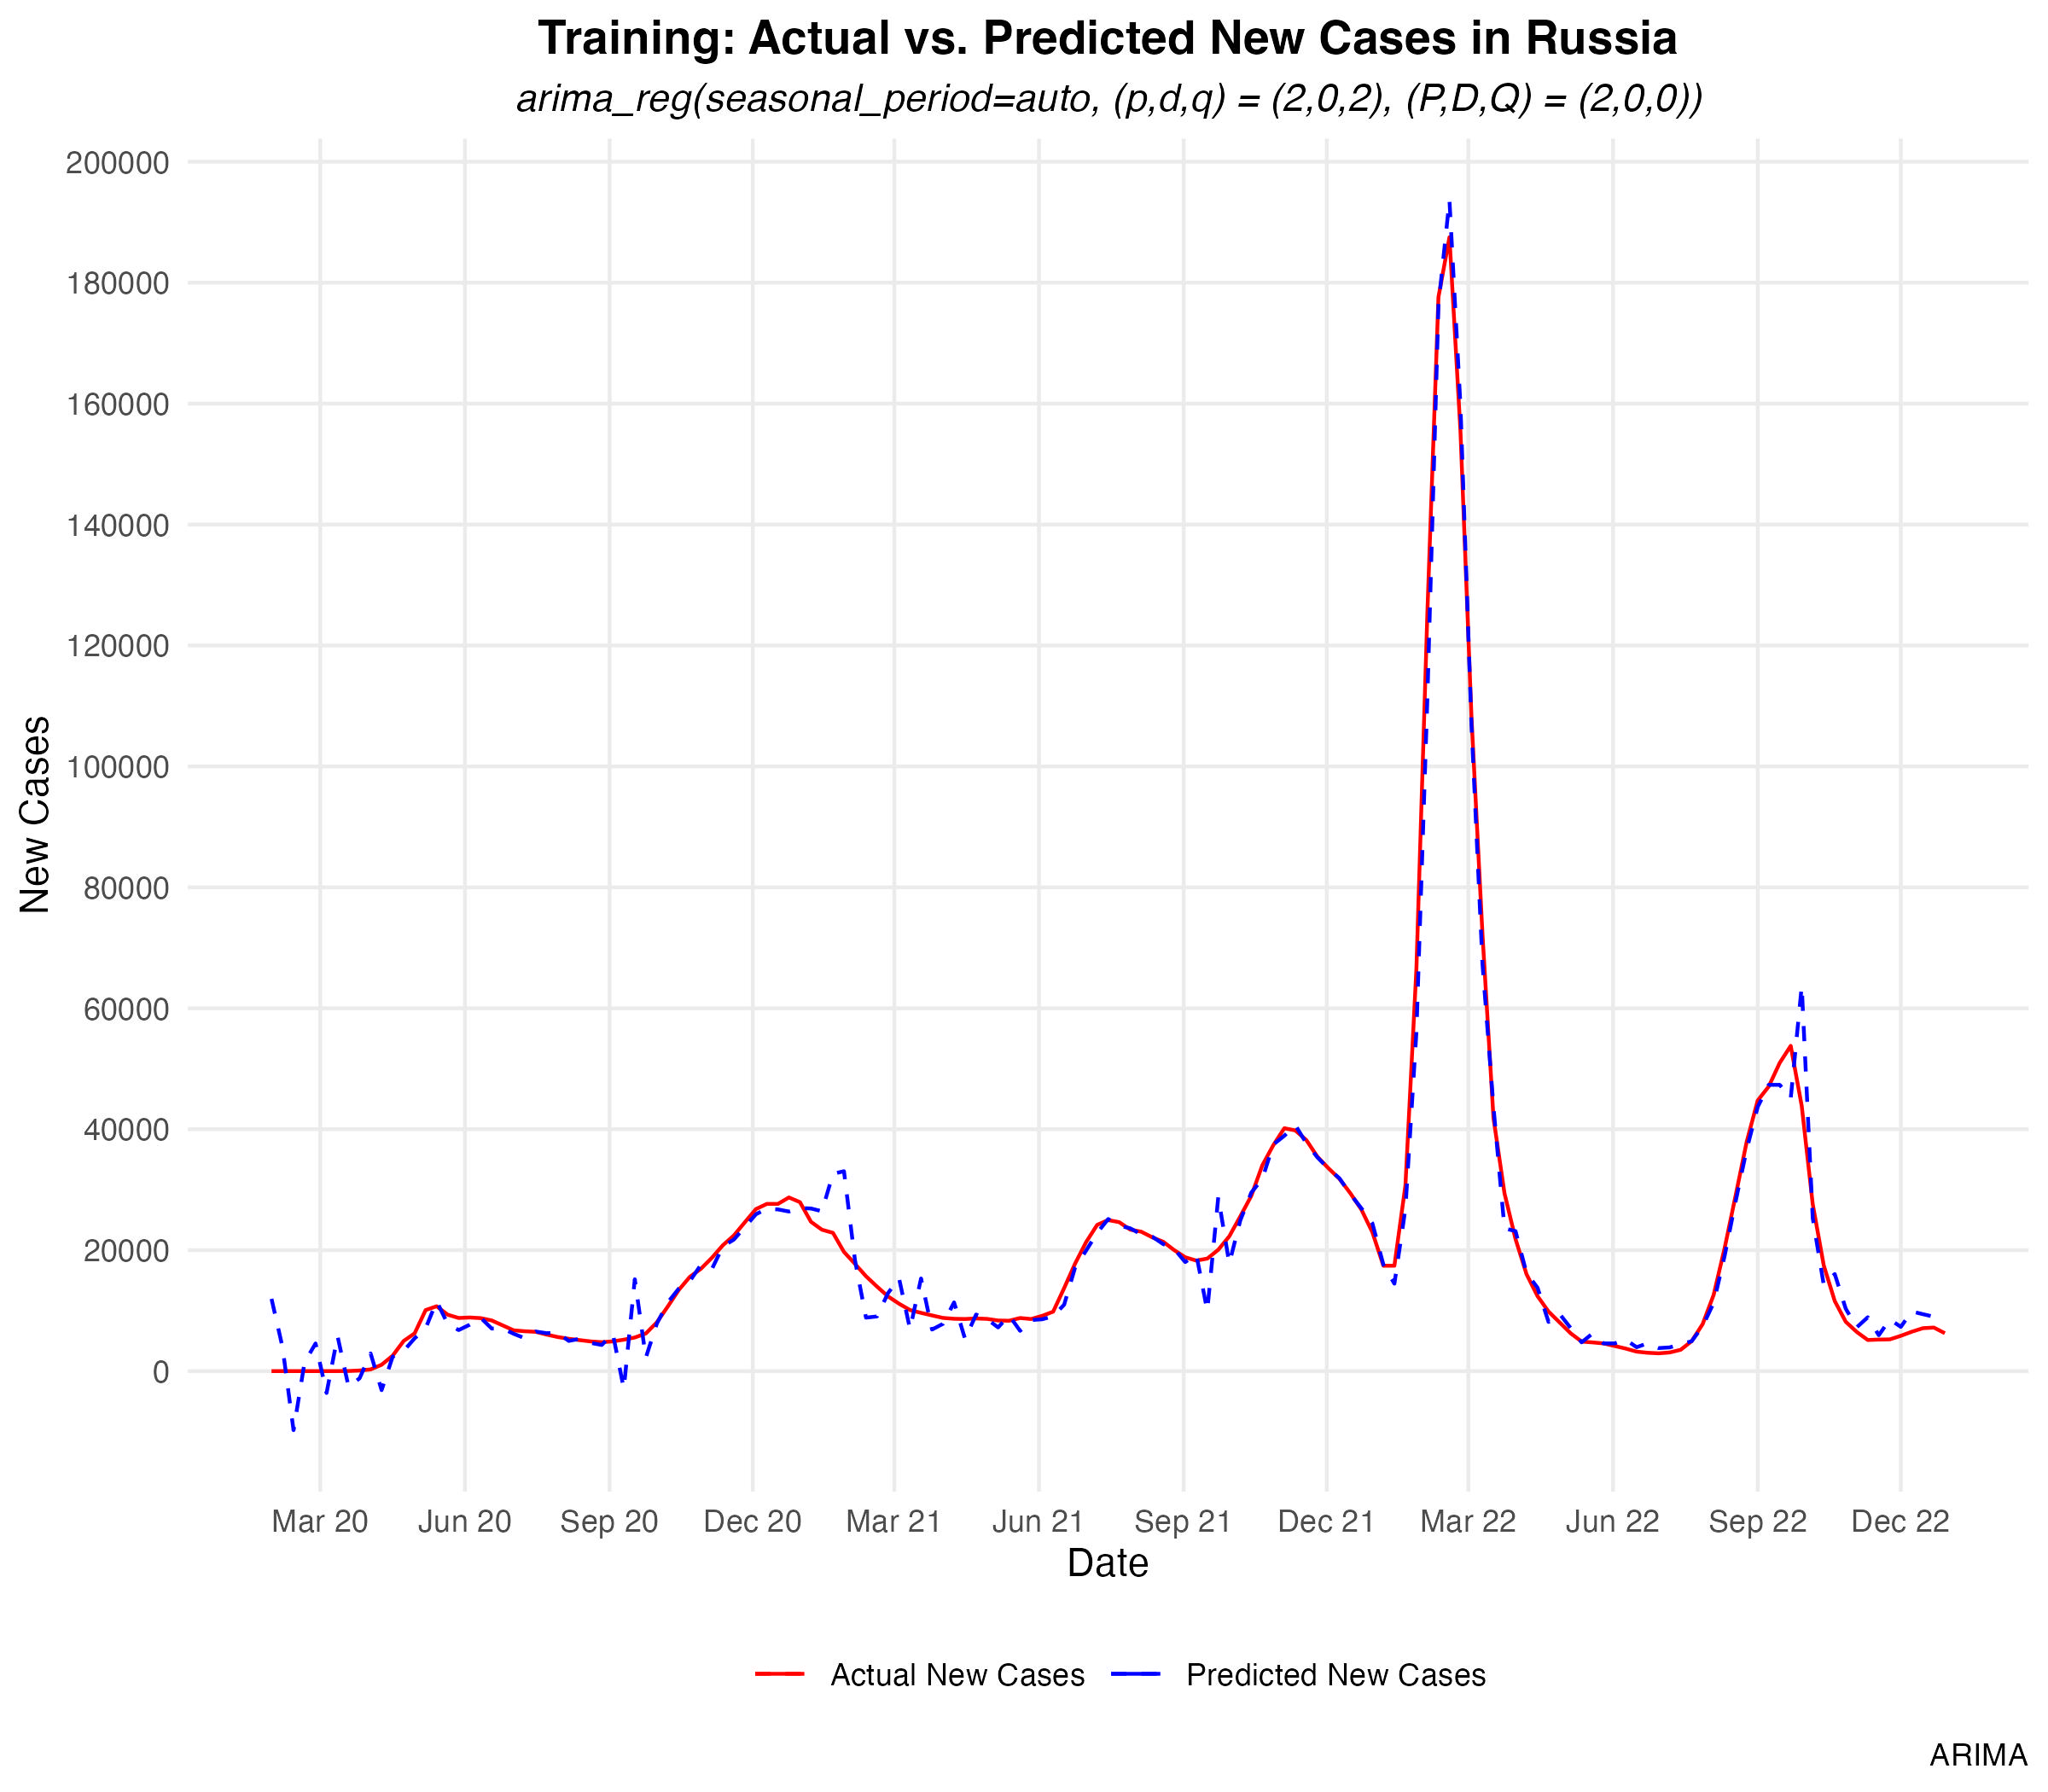 Training: Actual vs. Predicted New Cases in Russia
arima_reg(seasonal_period=auto, (p,d,q) = (2,0,2), (P,D,Q) = (2,0,0))
200000
180000
160000
140000
120000
100000
80000
60000
40000
20000
0
New Cases
Mar 20 Jun 20 Sep 20 Dec 20 Mar 21 Jun 21 Sep 21 Dec 21 Mar 22 Jun 22 Sep 22 Dec 22
Date
Actual New Cases Predicted New Cases
ARIMA